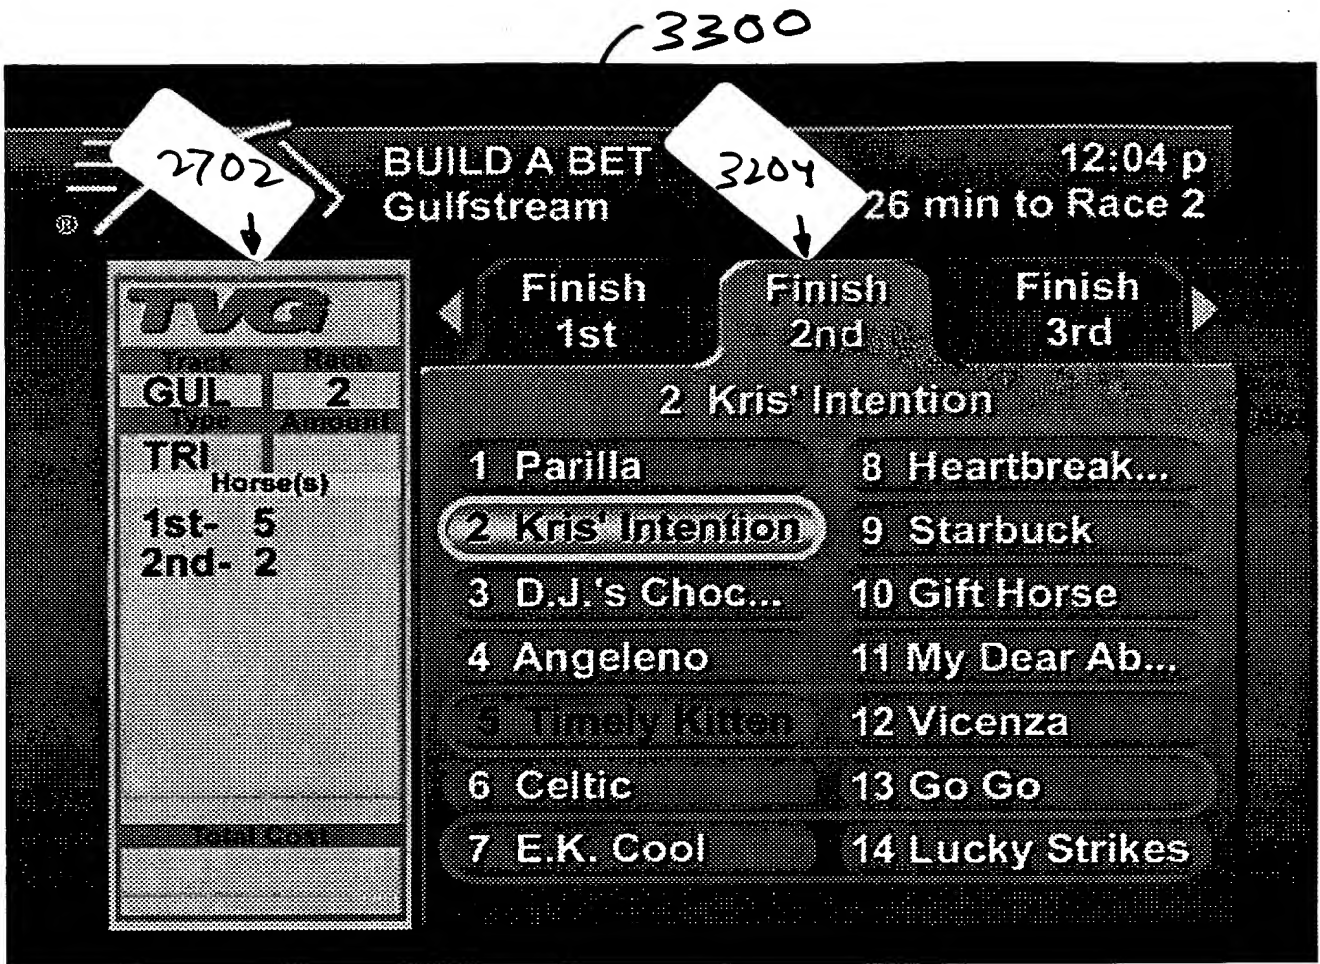 3300
2702
3204
BUILD A BET
Gulfstream
12:04 p
26 min to Race 2
®
TVG
Track Race
GUL 2
Type Amount
TRI
Horse(s)
1st- 5
2nd- 2
Total Cost
Finish 1st
Finish 2nd
Finish 3rd
2 Kris' Intention
1 Parilla
2 Kris' Intention
3 D.J.'s Choc...
4 Angeleno
5 Timely Kitten
6 Celtic
7 E.K. Cool
8 Heartbreak...
9 Starbuck
10 Gift Horse
11 My Dear Ab...
12 Vicenza
13 Go Go
14 Lucky Strikes